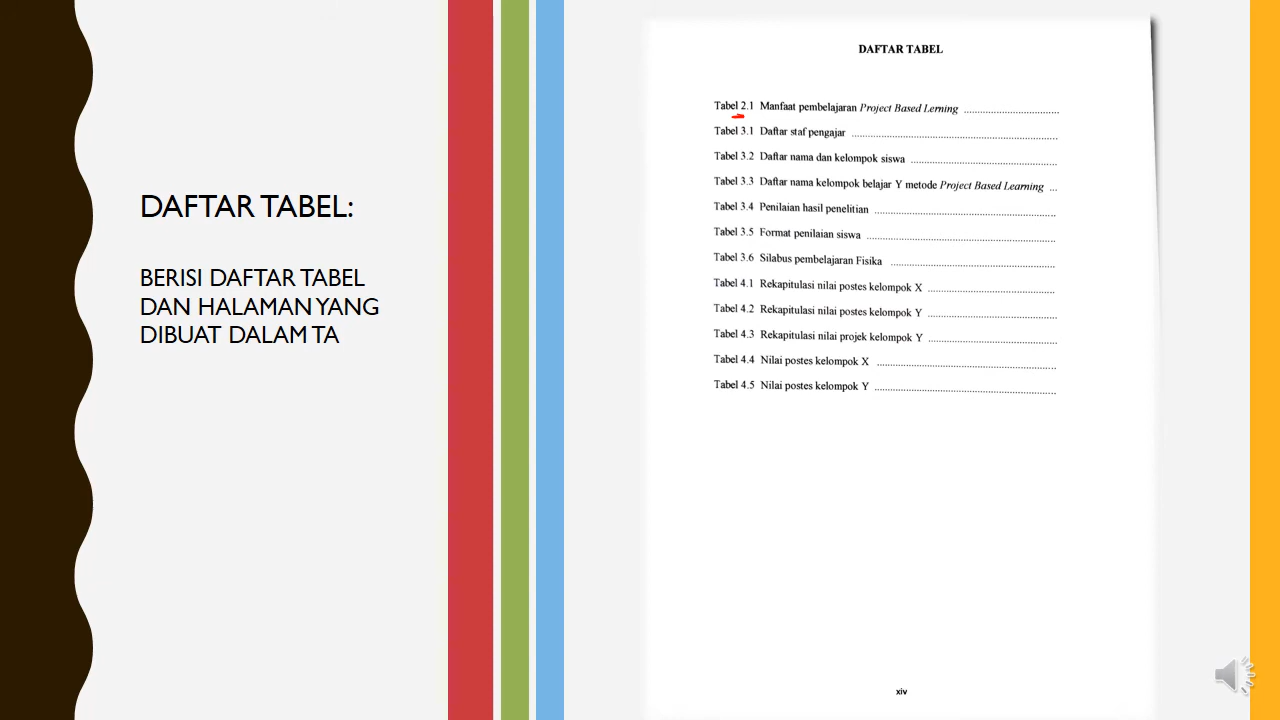 DAFTAR TABEL:
BERISI DAFTAR TABEL
DAN HALAMAN YANG
DIBUAT DALAM TA
DAFTAR TABEL
Tabel 2.1 Manfaat pembelajaran Project Based Lerning ................................
Tabel 3.1 Daftar staf pengajar ................................
Tabel 3.2 Daftar nama dan kelompok siswa ................................
Tabel 3.3 Daftar nama kelompok belajar Y metode Project Based Learning ...
Tabel 3.4 Penilaian hasil penelitian ................................
Tabel 3.5 Format penilaian siswa ................................
Tabel 3.6 Silabus pembelajaran Fisika ................................
Tabel 4.1 Rekapitulasi nilai postes kelompok X ................................
Tabel 4.2 Rekapitulasi nilai postes kelompok Y ................................
Tabel 4.3 Rekapitulasi nilai projek kelompok Y ................................
Tabel 4.4 Nilai postes kelompok X ................................
Tabel 4.5 Nilai postes kelompok Y ................................
xiv